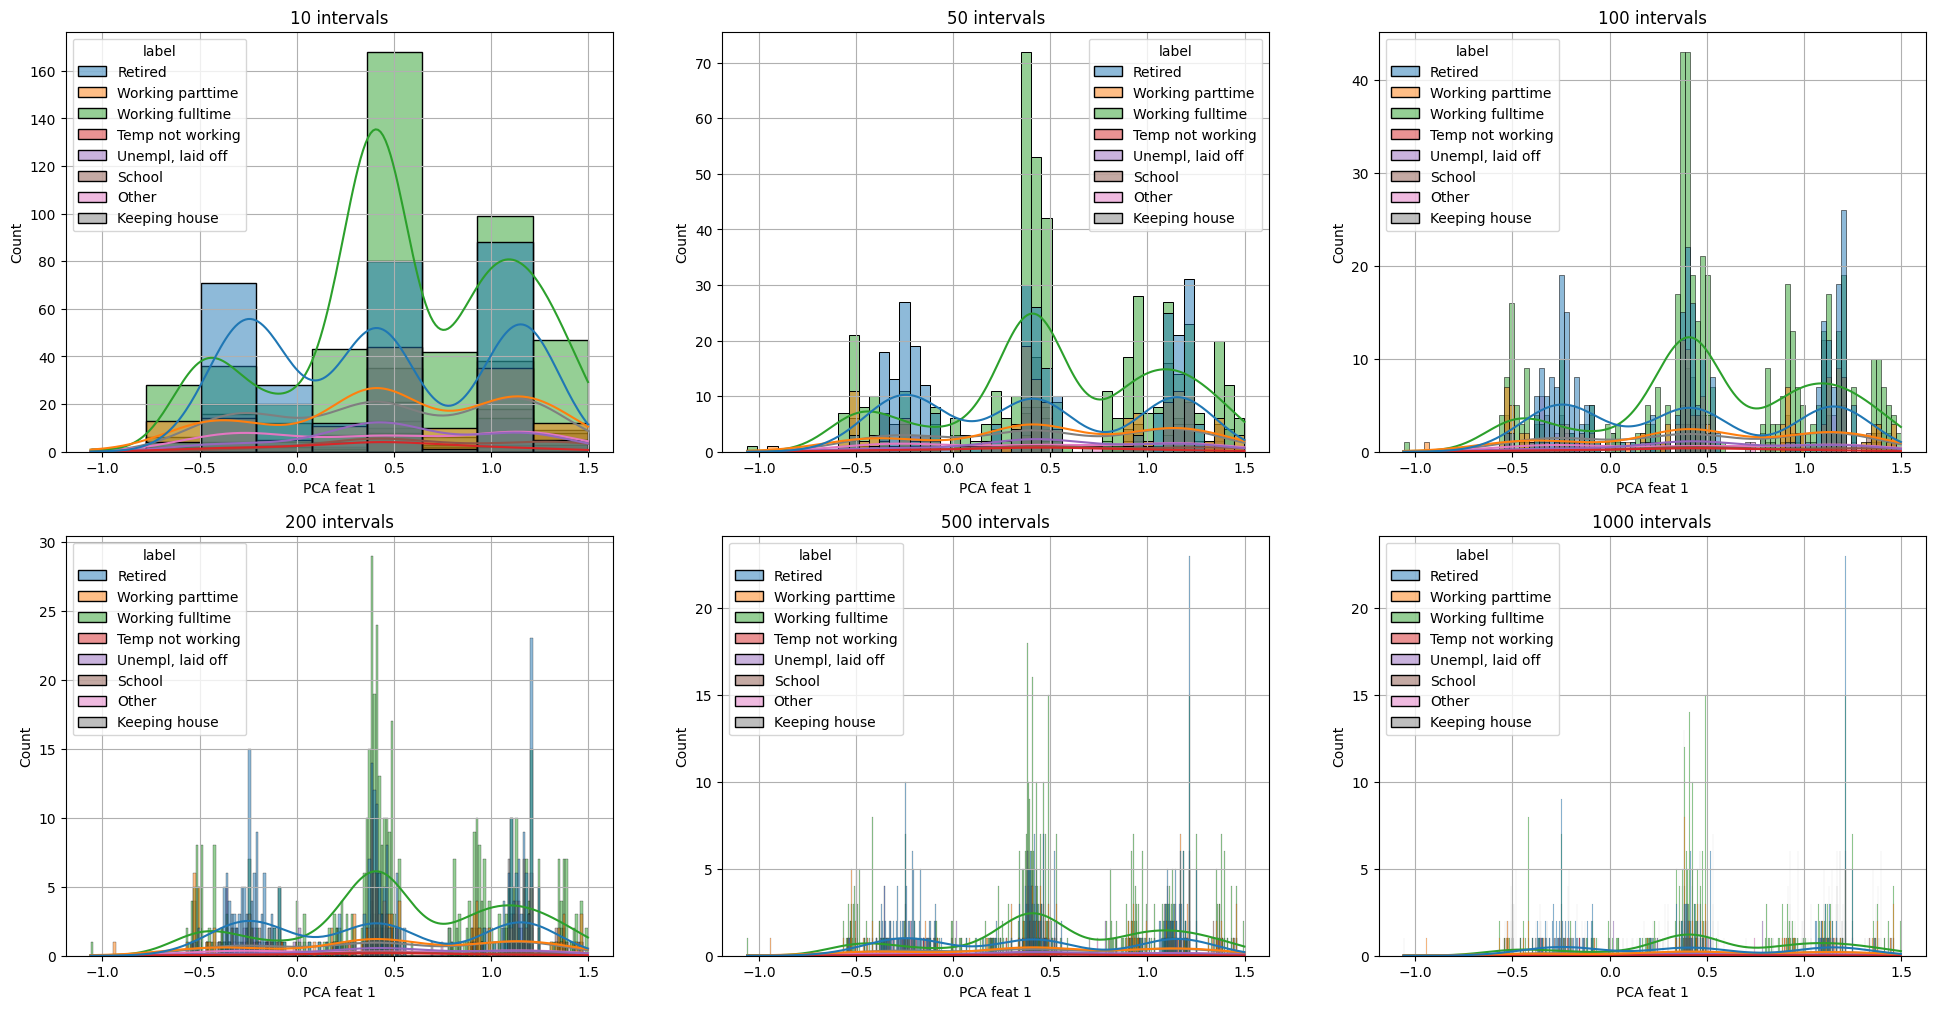 10 intervals
label
Retired
Working parttime
Working fulltime
Temp not working
Unempl, laid off
School
Other
Keeping house
160
140
120
100
80
60
40
20
0
Count
−1.0 −0.5 0.0 0.5 1.0 1.5
PCA feat 1
50 intervals
label
Retired
Working parttime
Working fulltime
Temp not working
Unempl, laid off
School
Other
Keeping house
70
60
50
40
30
20
10
0
Count
−1.0 −0.5 0.0 0.5 1.0 1.5
PCA feat 1
100 intervals
label
Retired
Working parttime
Working fulltime
Temp not working
Unempl, laid off
School
Other
Keeping house
40
30
20
10
0
Count
−1.0 −0.5 0.0 0.5 1.0 1.5
PCA feat 1
200 intervals
label
Retired
Working parttime
Working fulltime
Temp not working
Unempl, laid off
School
Other
Keeping house
30
25
20
15
10
5
0
Count
−1.0 −0.5 0.0 0.5 1.0 1.5
PCA feat 1
500 intervals
label
Retired
Working parttime
Working fulltime
Temp not working
Unempl, laid off
School
Other
Keeping house
20
15
10
5
0
Count
−1.0 −0.5 0.0 0.5 1.0 1.5
PCA feat 1
1000 intervals
label
Retired
Working parttime
Working fulltime
Temp not working
Unempl, laid off
School
Other
Keeping house
20
15
10
5
0
Count
−1.0 −0.5 0.0 0.5 1.0 1.5
PCA feat 1